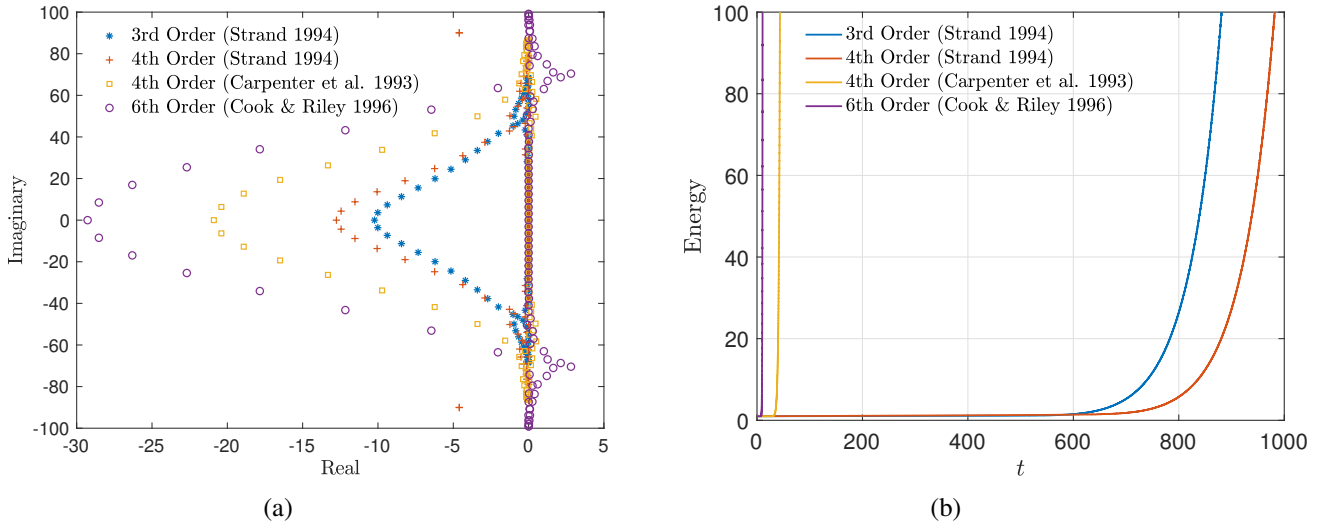 100
80
60
40
20
0
-20
-40
-60
-80
-100
Imaginary
3rd Order (Strand 1994)
4th Order (Strand 1994)
4th Order (Carpenter et al. 1993)
6th Order (Cook & Riley 1996)
-30 -25 -20 -15 -10 -5 0 5
Real
(a)
100
80
60
40
20
0
Energy
3rd Order (Strand 1994)
4th Order (Strand 1994)
4th Order (Carpenter et al. 1993)
6th Order (Cook & Riley 1996)
0 200 400 600 800 1000
t
(b)